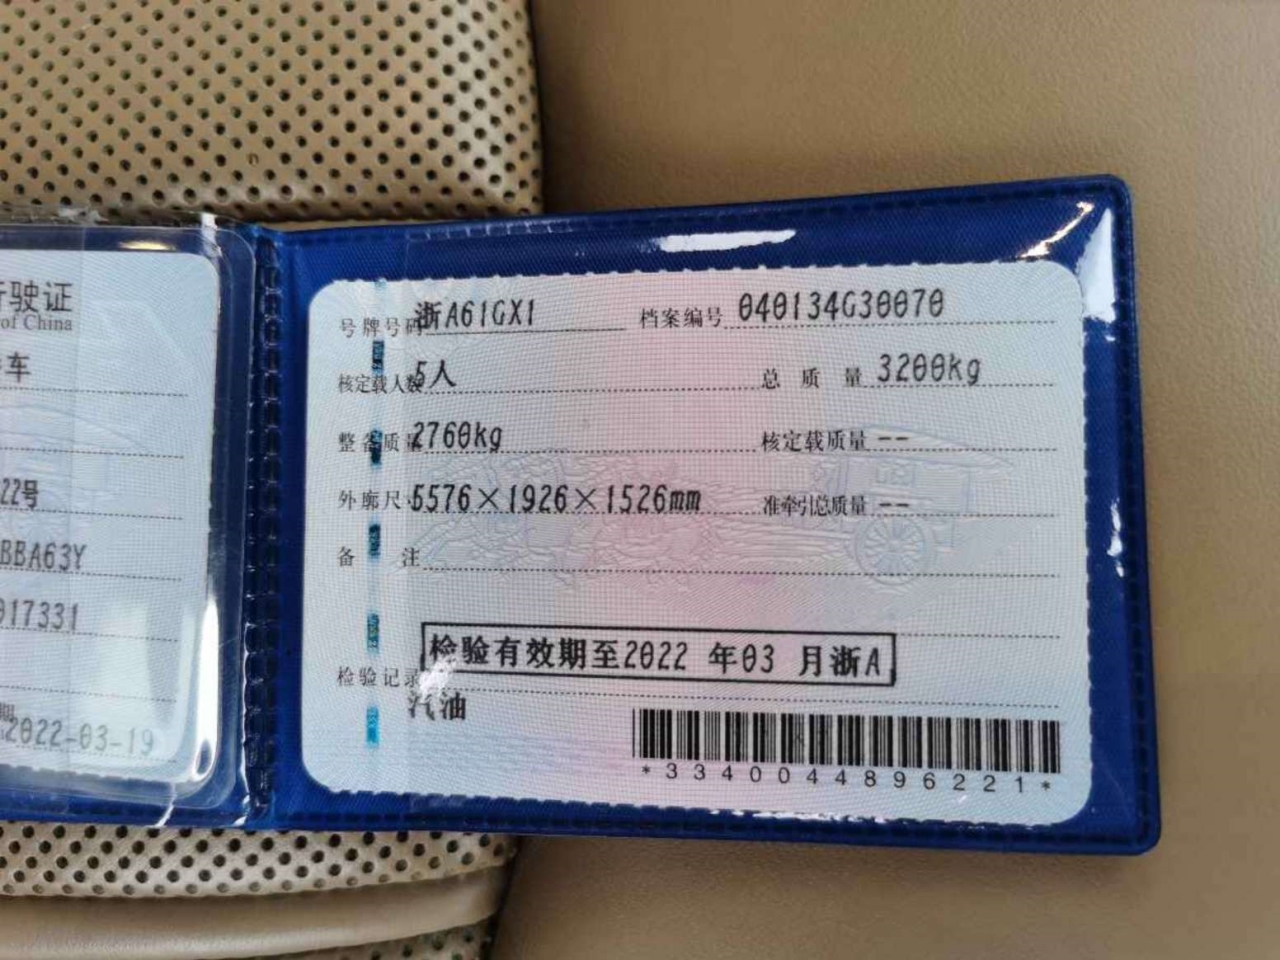 行驶证
of China
车
22号
BBA63Y
017331
2022-03-19
号牌号码 浙A61GX1 档案编号 040134G30070
核定载人数 5人 总 质 量 3200kg
整备质量 2760kg 核定载质量 --
外廓尺 5576×1926×1526mm 准牵引总质量 --
备 注
检验有效期至2022 年03 月浙A
检验记录
汽油
*3340044896221*